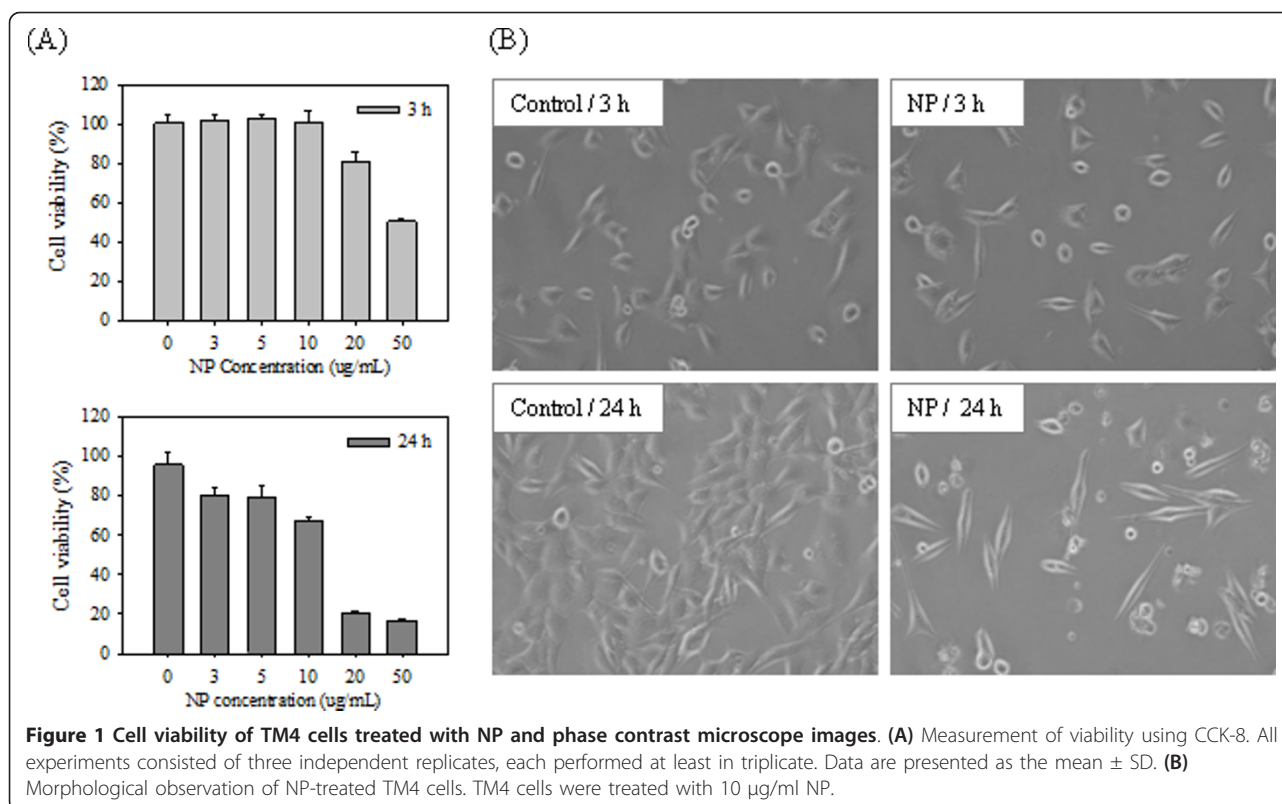 (A)
(B)
120
100
80
60
40
20
0
Cell viability (%)
3 h
0 3 5 10 20 50
NP Concentration (ug/mL)
120
100
80
60
40
20
0
Cell viability (%)
24 h
0 3 5 10 20 50
NP concentration (ug/mL)
Control / 3 h
NP / 3 h
Control / 24 h
NP / 24 h
Figure 1 Cell viability of TM4 cells treated with NP and phase contrast microscope images. (A) Measurement of viability using CCK-8. All
experiments consisted of three independent replicates, each performed at least in triplicate. Data are presented as the mean ± SD. (B)
Morphological observation of NP-treated TM4 cells. TM4 cells were treated with 10 μg/ml NP.